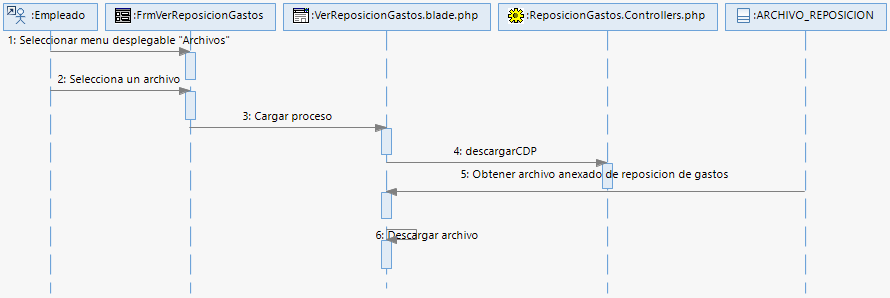 :Empleado
:FrmVerReposicionGastos
:VerReposicionGastos.blade.php
:ReposicionGastos.Controllers.php
:ARCHIVO_REPOSICION
1: Seleccionar menu desplegable "Archivos"
2: Selecciona un archivo
3: Cargar proceso
4: descargarCDP
5: Obtener archivo anexado de reposicion de gastos
6: Descargar archivo